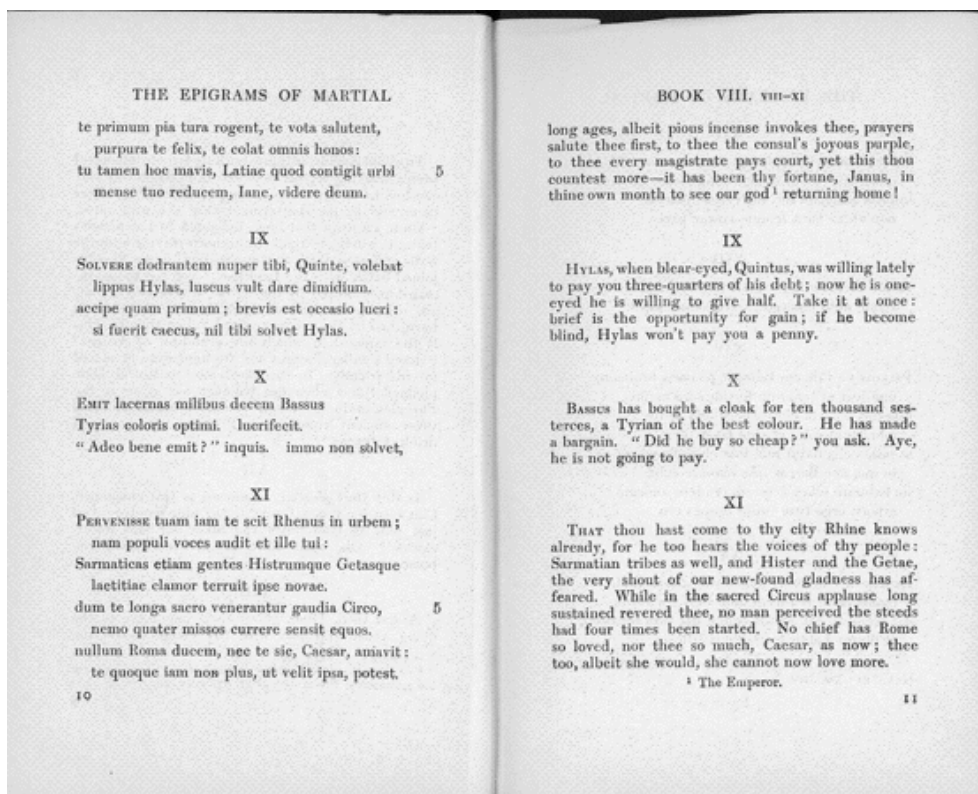 THE EPIGRAMS OF MARTIAL
te primum pia tura rogent, te vota salutent,
purpura te felix, te colat omnis honos:
tu tamen hoc mavis, Latiae quod contigit urbi 5
mense tuo reducem, Iane, videre deum.
IX
SOLVERE dodrantem nuper tibi, Quinte, volebat
lippus Hylas, luscus vult dare dimidium.
accipe quam primum; brevis est occasio lucri:
si fuerit caecus, nil tibi solvet Hylas.
X
EMIT lacernas milibus decem Bassus
Tyrias coloris optimi. lucrifecit.
“Adeo bene emit?” inquis. immo non solvet,
XI
PERVENISSE tuam iam te scit Rhenus in urbem;
nam populi voces audit et ille tui:
Sarmaticas etiam gentes Histrumque Getasque
laetitiae clamor terruit ipse novae.
dum te longa sacro venerantur gaudia Circo, 5
nemo quater missos currere sensit equos.
nullum Roma ducem, nec te sic, Caesar, amavit:
te quoque iam non plus, ut velit ipsa, potest.
10
BOOK VIII. VIII-XI
long ages, albeit pious incense invokes thee, prayers
salute thee first, to thee the consul's joyous purple,
to thee every magistrate pays court, yet this thou
countest more—it has been thy fortune, Janus, in
thine own month to see our god¹ returning home!
IX
HYLAS, when blear-eyed, Quintus, was willing lately
to pay you three-quarters of his debt; now he is one-
eyed he is willing to give half. Take it at once:
brief is the opportunity for gain; if he become
blind, Hylas won't pay you a penny.
X
BASSUS has bought a cloak for ten thousand ses-
terces, a Tyrian of the best colour. He has made
a bargain. “Did he buy so cheap?” you ask. Aye,
he is not going to pay.
XI
THAT thou hast come to thy city Rhine knows
already, for he too hears the voices of thy people:
Sarmatian tribes as well, and Hister and the Getae,
the very shout of our new-found gladness has af-
feared. While in the sacred Circus applause long
sustained revered thee, no man perceived the steeds
had four times been started. No chief has Rome
so loved, nor thee so much, Caesar, as now; thee
too, albeit she would, she cannot now love more.
¹ The Emperor.
11